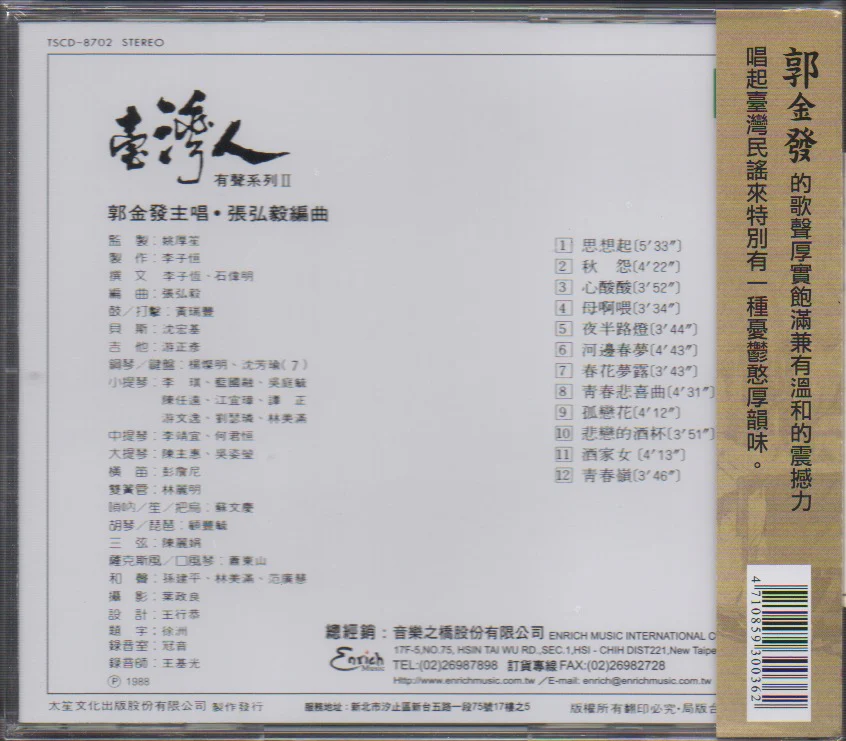 TSCD-8702 STEREO
臺灣人
有聲系列II
郭金發主唱・張弘毅編曲
監 製：姚厚笙
製 作：李子恒
撰 文：李子恆、石偉明
編 曲：張弘毅
鼓／打擊：黃瑞豐
貝 斯：沈宏基
吉 他：游正彥
鋼琴／鍵盤：楊燦明、沈芳瑜(7)
小提琴：李 琪、藍國融、吳庭毓
陳任遠、江宜璋、譚 正
游文逸、劉瑟璘、林美滿
中提琴：李靖宜、何君恒
大提琴：陳主惠、吳姿瑩
橫 笛：彭詹尼
雙簧管：林麗明
嗩吶／笙／把烏：蘇文慶
胡琴／琵琶：顧豐毓
三 弦：陳麗娟
薩克斯風／口風琴：蕭東山
和 聲：孫建平、林美滿、范廣慧
攝 影：葉政良
設 計：王行恭
題 字：徐洲
錄音室：冠音
錄音師：王基光
Ⓟ 1988
太笙文化出版股份有限公司 製作發行
1 思想起(5'33")
2 秋 怨(4'22")
3 心酸酸(3'52")
4 母啊喂(3'34")
5 夜半路燈(3'44")
6 河邊春夢(4'43")
7 春花夢露(3'43")
8 青春悲喜曲(4'31")
9 孤戀花(4'12")
10 悲戀的酒杯(3'51")
11 酒家女(4'13")
12 青春嶺(3'46")
總經銷：音樂之橋股份有限公司 ENRICH MUSIC INTERNATIONAL C
Enrich Music
17F-5,NO.75, HSIN TAI WU RD.,SEC.1,HSI - CHIH DIST221,New Taipe
TEL:(02)26987898 訂貨專線FAX:(02)26982728
Http://www.enrichmusic.com.tw ／E-mail: enrich@enrichmusic.com.tw
服務地址：新北市汐止區新台五路一段75號17樓之5
版權所有翻印必究・局版台
郭金發的歌聲厚實飽滿兼有溫和的震撼力
唱起臺灣民謠來特別有一種憂鬱憨厚韻味。
4710859300362